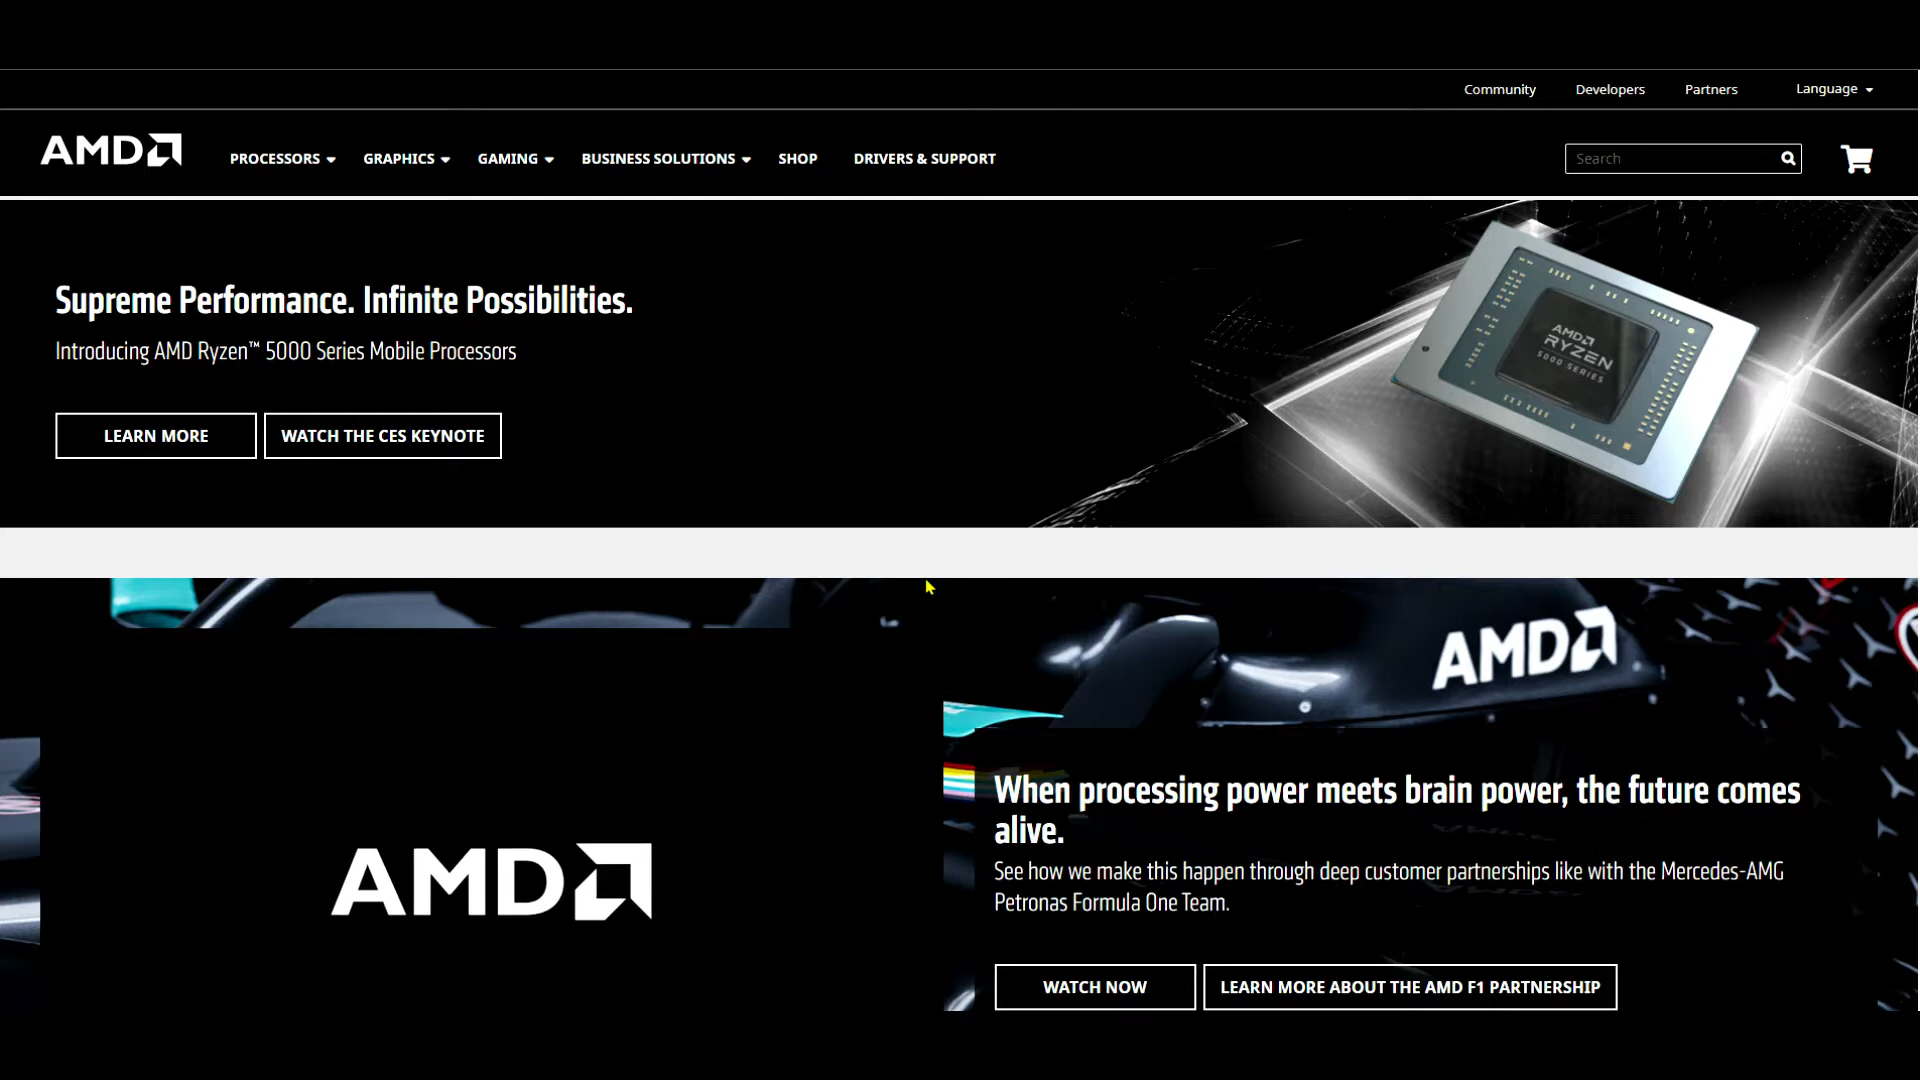 Community Developers Partners Language
AMD PROCESSORS GRAPHICS GAMING BUSINESS SOLUTIONS SHOP DRIVERS & SUPPORT Search
Supreme Performance. Infinite Possibilities.
Introducing AMD Ryzen™ 5000 Series Mobile Processors
LEARN MORE WATCH THE CES KEYNOTE
AMD
RYZEN
5000 SERIES
AMD
AMD
When processing power meets brain power, the future comes
alive.
See how we make this happen through deep customer partnerships like with the Mercedes-AMG
Petronas Formula One Team.
WATCH NOW LEARN MORE ABOUT THE AMD F1 PARTNERSHIP